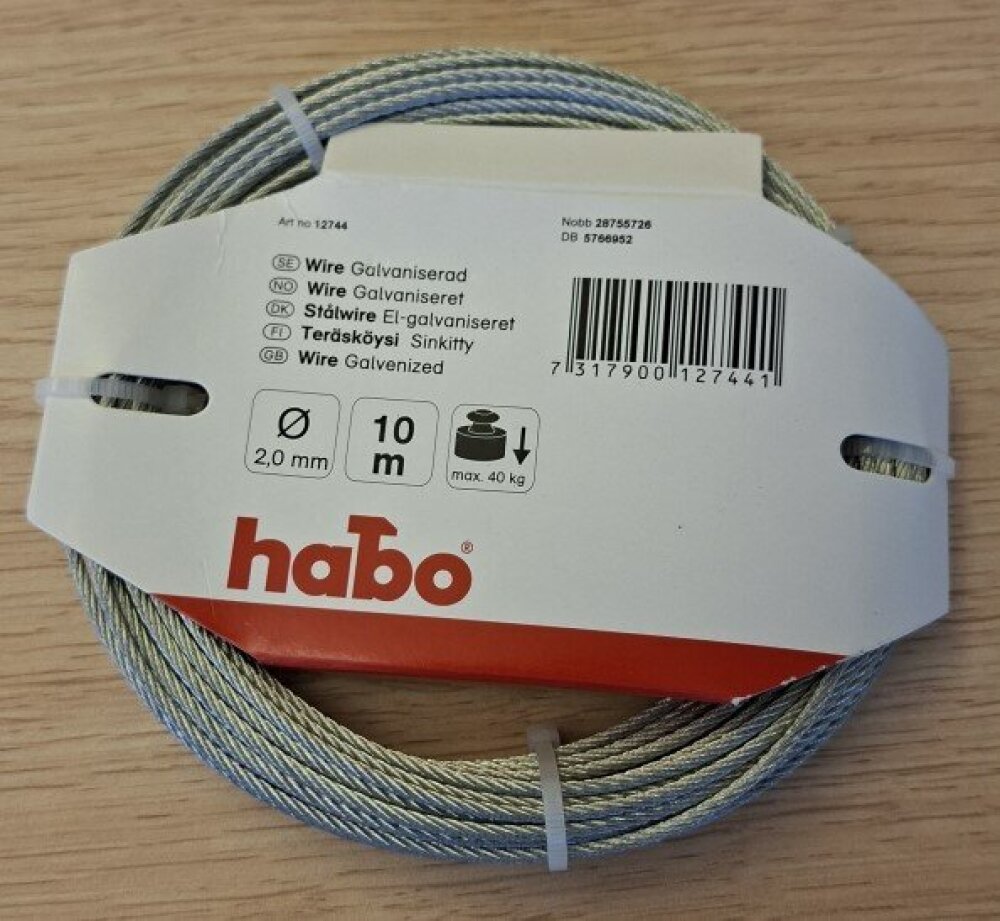 Art no 12744
Nobb 28755726
DB 5766952
SE Wire Galvaniserad
NO Wire Galvaniseret
DK Stålwire El-galvaniseret
FI Teräsköysi Sinkitty
GB Wire Galvenized
7 317900 127441
Ø 2,0 mm
10 m
max. 40 kg
habo®